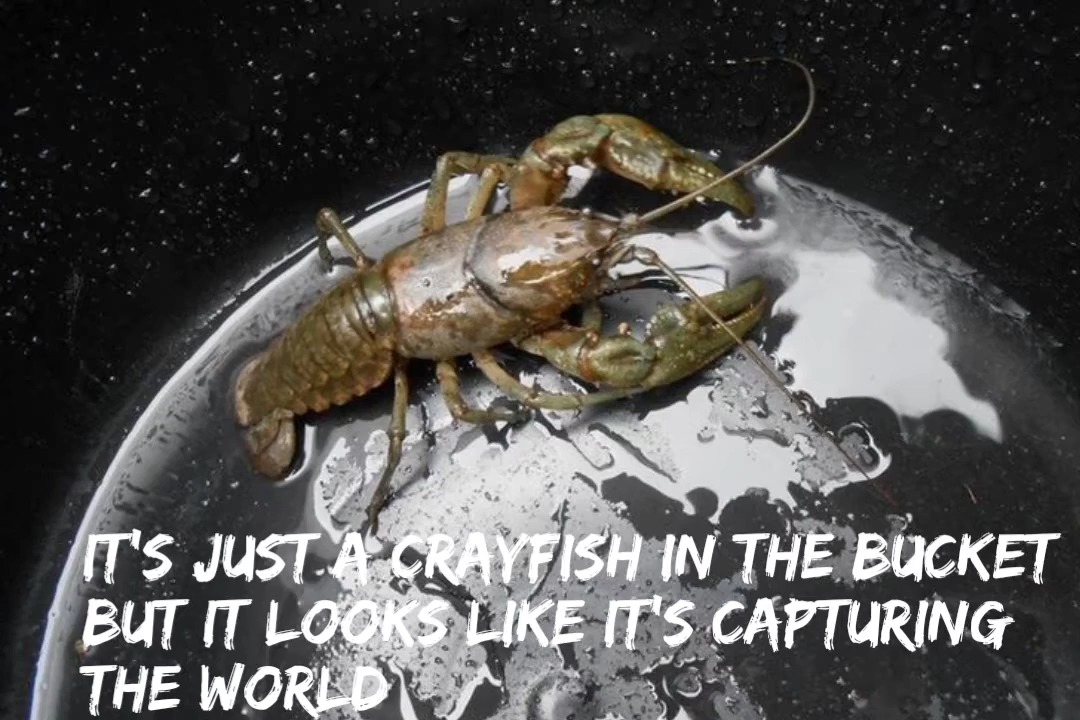 IT'S JUST A CRAYFISH IN THE BUCKET
BUT IT LOOKS LIKE IT'S CAPTURING
THE WORLD